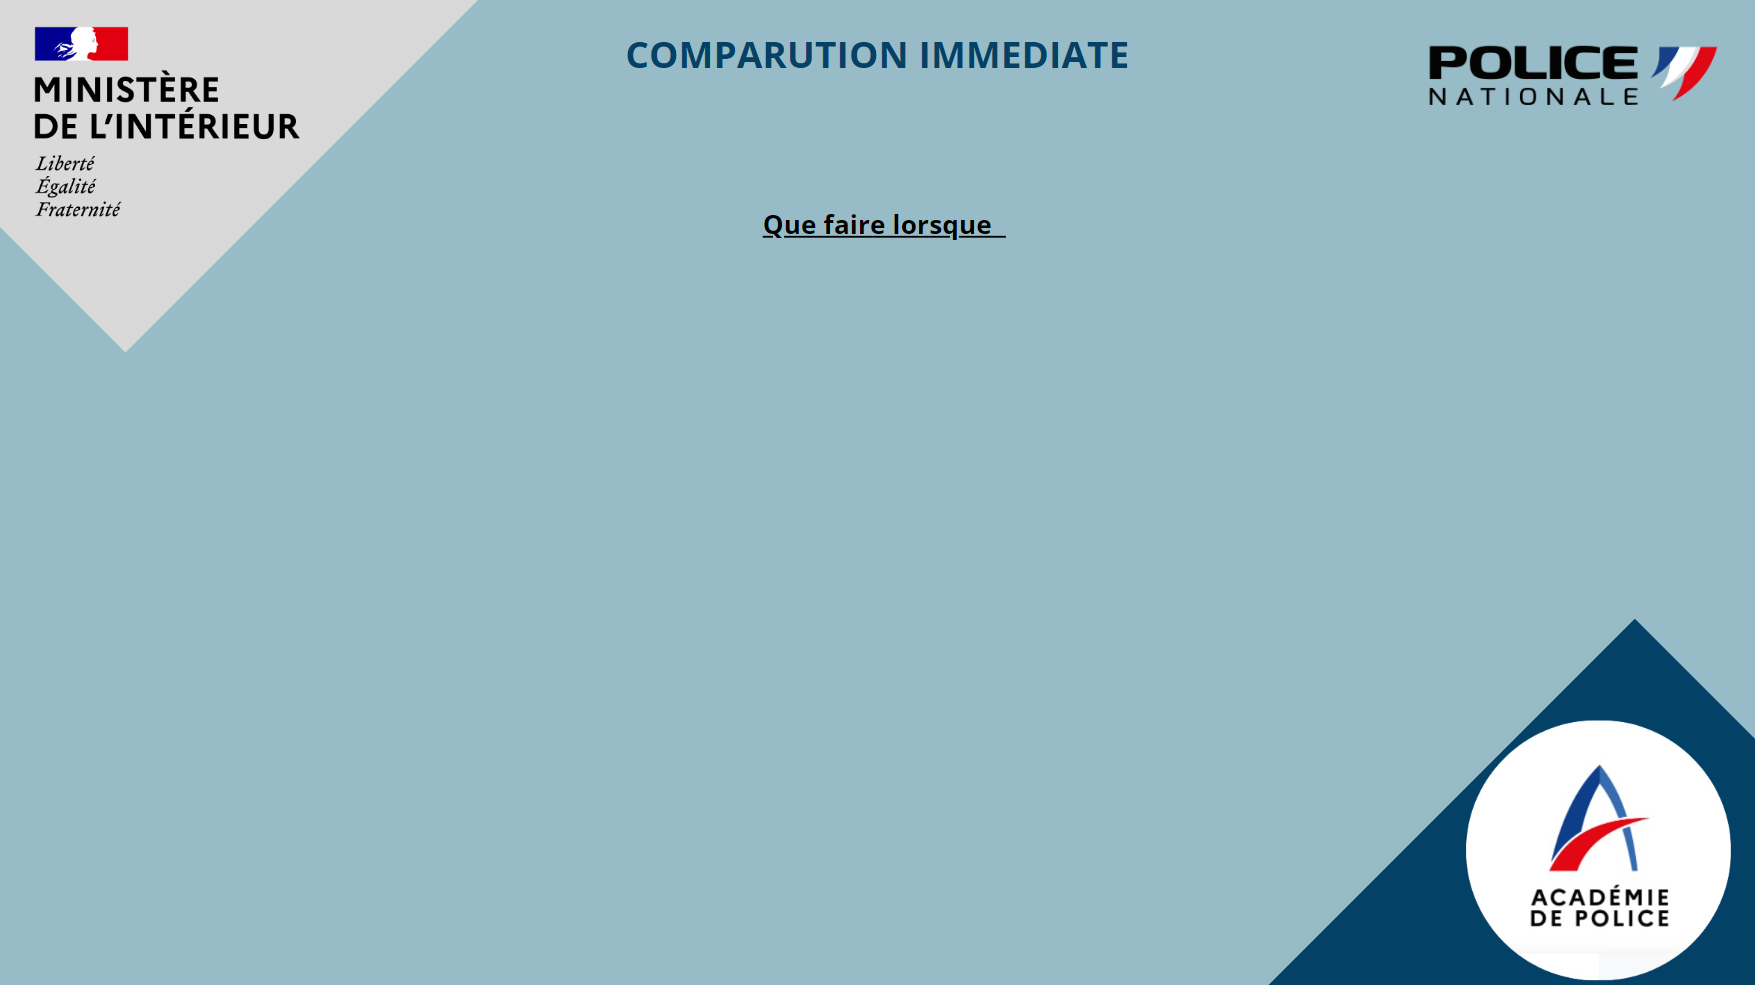 COMPARUTION IMMEDIATE
POLICE
NATIONALE
MINISTÈRE
DE L'INTÉRIEUR
Liberté
Égalité
Fraternité
Que faire lorsque
ACADÉMIE
DE POLICE